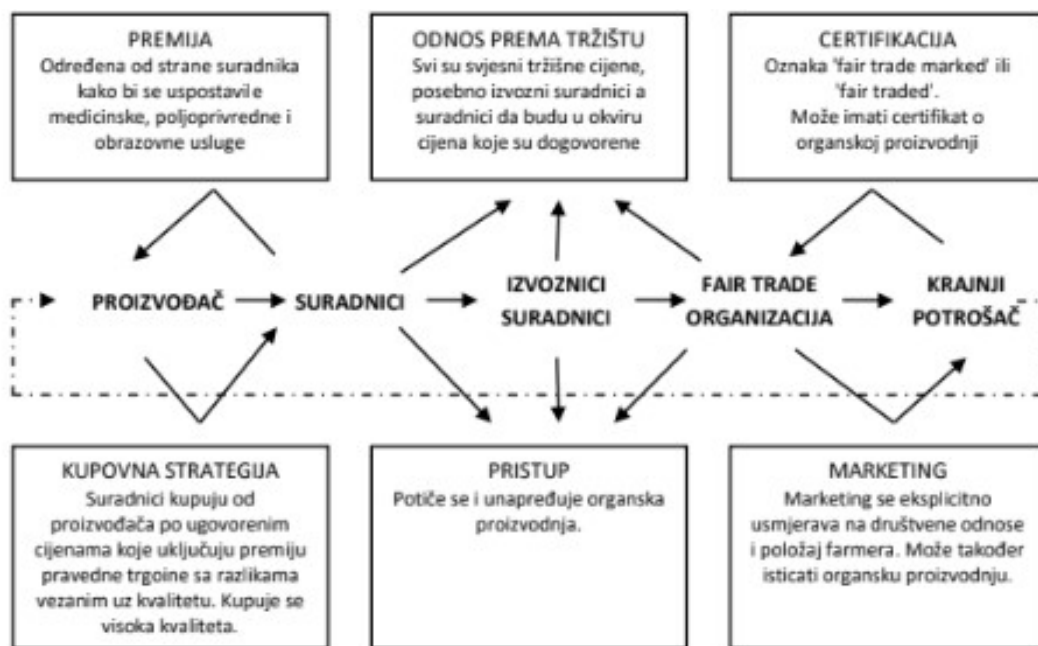 PREMIJA
Određena od strane suradnika
kako bi se uspostavile
medicinske, poljoprivredne i
obrazovne usluge
ODNOS PREMA TRŽIŠTU
Svi su svjesni tržišne cijene,
posebno izvozni suradnici a
suradnici da budu u okviru
cijena koje su dogovorene
CERTIFIKACIJA
Oznaka 'fair trade marked' ili
'fair traded'.
Može imati certifikat o
organskoj proizvodnji
PROIZVOĐAČ
SURADNICI
IZVOZNICI
SURADNICI
FAIR TRADE
ORGANIZACIJA
KRAJNJI
POTROŠAČ
KUPOVNA STRATEGIJA
Suradnici kupuju od
proizvođača po ugovorenim
cijenama koje uključuju premiju
pravedne trgoine sa razlikama
vezanim uz kvalitetu. Kupuje se
visoka kvaliteta.
PRISTUP
Potiče se i unapređuje organska
proizvodnja.
MARKETING
Marketing se eksplicitno
usmjerava na društvene odnose
i položaj farmera. Može također
isticati organsku proizvodnju.